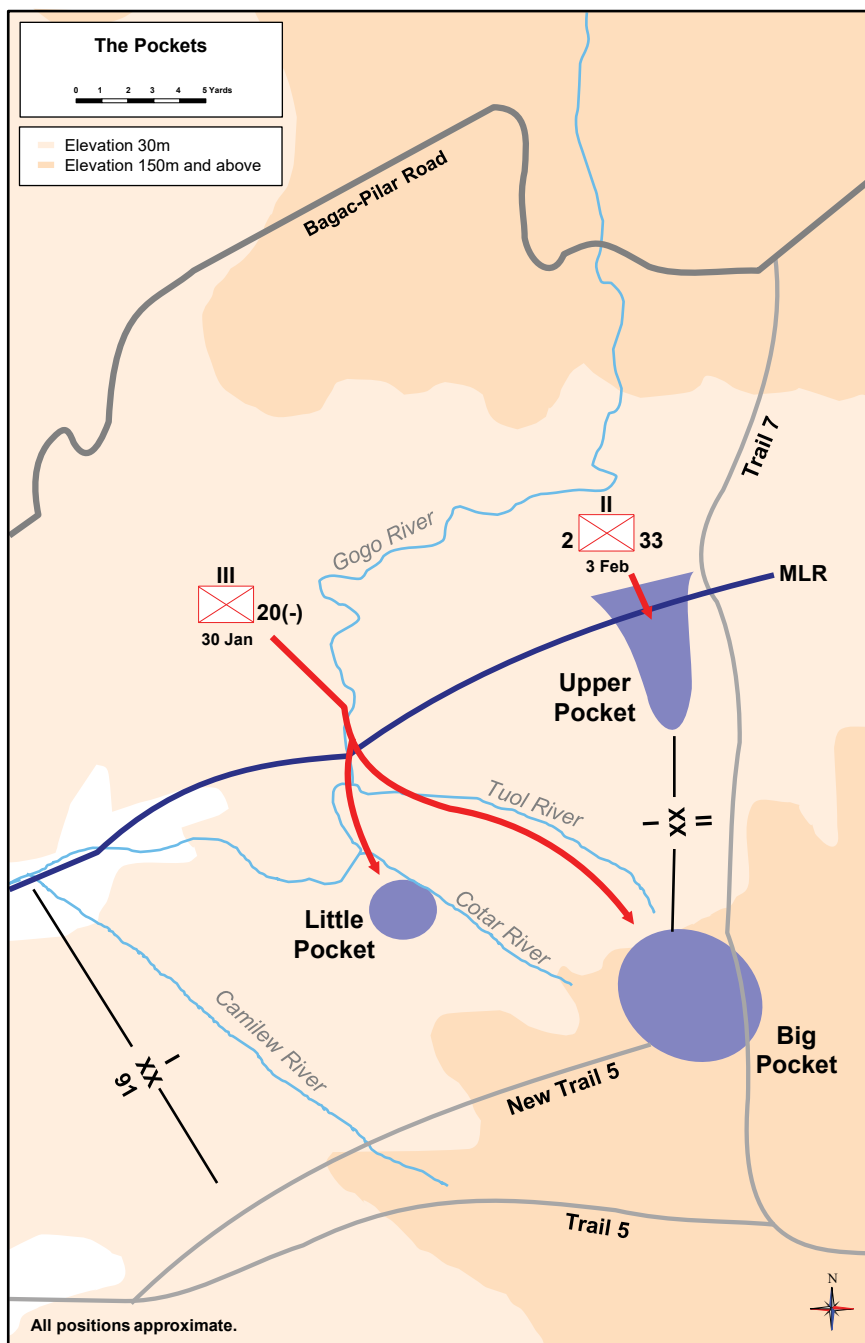 The Pockets
0 1 2 3 4 5 Yards
Elevation 30m
Elevation 150m and above
Bagac-Pilar Road
Trail 7
Gogo River
II
2 33
3 Feb
MLR
III
20(-)
30 Jan
Upper
Pocket
Tuol River
I
XX
II
Little
Pocket
Cotar River
Camilew River
Big
Pocket
I
XX
91
New Trail 5
Trail 5
N
All positions approximate.